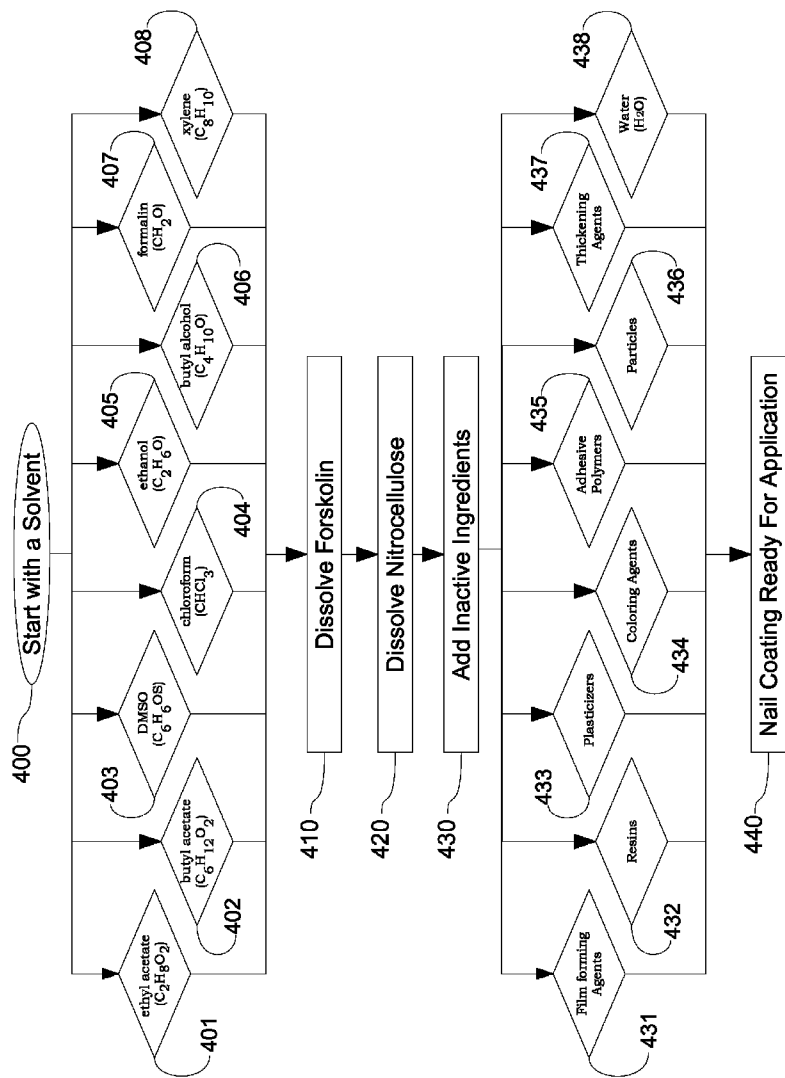 Start with a Solvent
400
ethyl acetate
(C₂H₈O₂)
401
butyl acetate
(C₆H₁₂O₂)
402
DMSO
(C₆H₆OS)
403
chloroform
(CHCl₃)
404
ethanol
(C₂H₆O)
405
butyl alcohol
(C₄H₁₀O)
406
formalin
(CH₂O)
407
xylene
(C₈H₁₀)
408
410
Dissolve Forskolin
420
Dissolve Nitrocellulose
430
Add Inactive Ingredients
Film forming
Agents
431
Resins
432
Plasticizers
433
Coloring Agents
434
Adhesive
Polymers
435
Particles
436
Thickening
Agents
437
Water
(H₂O)
438
440
Nail Coating Ready For Application